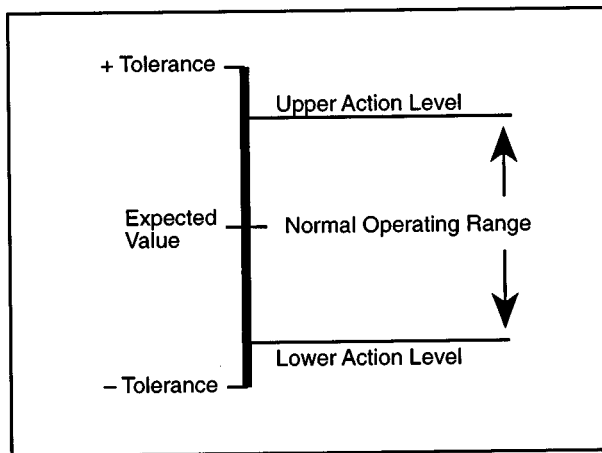 + Tolerance
Upper Action Level
Expected
Value
Normal Operating Range
Lower Action Level
– Tolerance